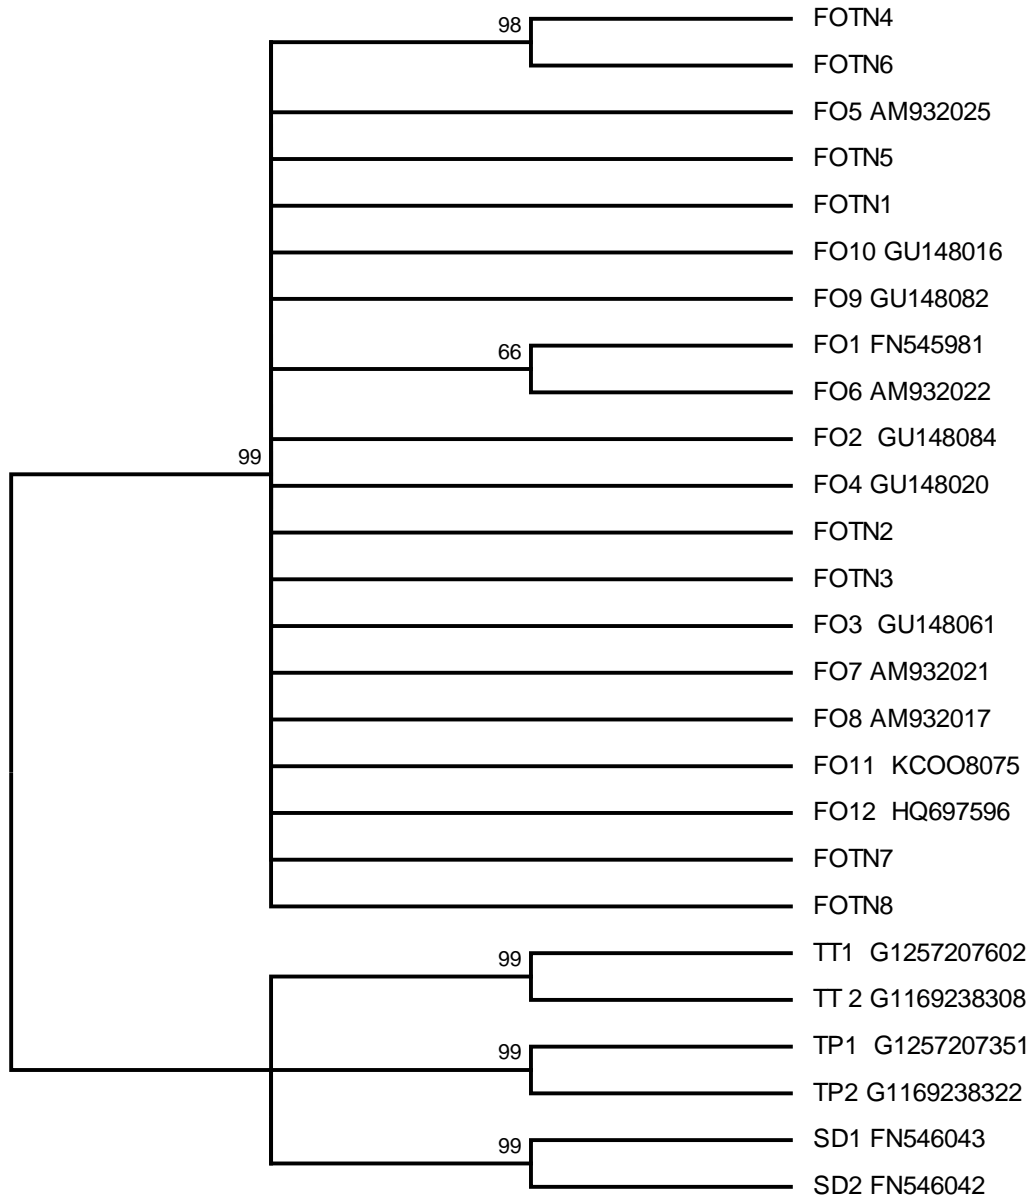 98
FOTN4
FOTN6
FO5 AM932025
FOTN5
FOTN1
FO10 GU148016
FO9 GU148082
66
FO1 FN545981
FO6 AM932022
FO2 GU148084
99
FO4 GU148020
FOTN2
FOTN3
FO3 GU148061
FO7 AM932021
FO8 AM932017
FO11 KCOO8075
FO12 HQ697596
FOTN7
FOTN8
99
TT1 G1257207602
TT 2 G1169238308
99
TP1 G1257207351
TP2 G1169238322
99
SD1 FN546043
SD2 FN546042